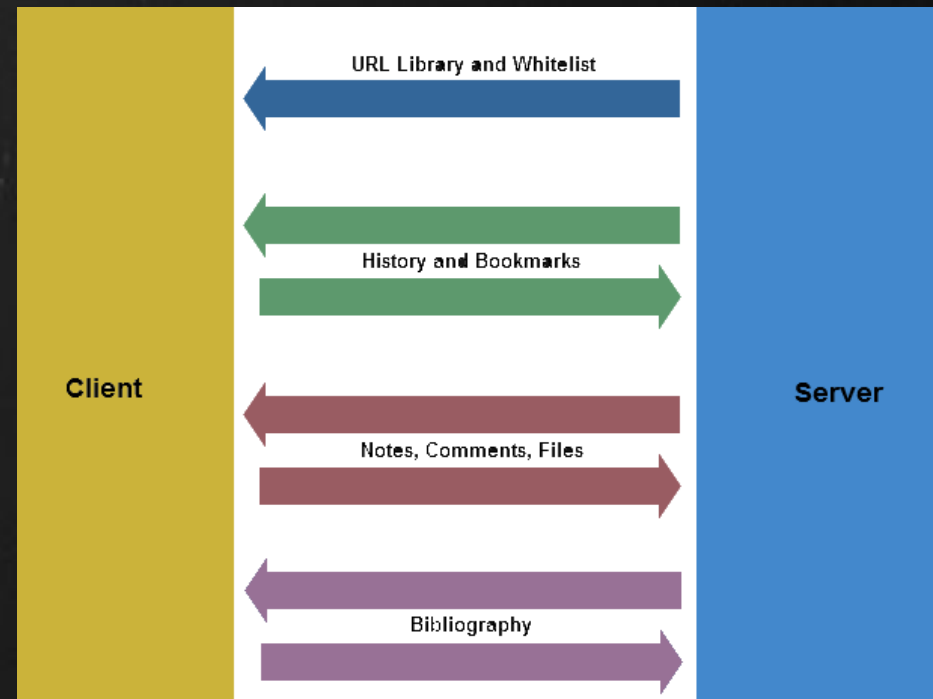 URL Library and Whitelist
History and Bookmarks
Client
Server
Notes, Comments, Files
Bibliography